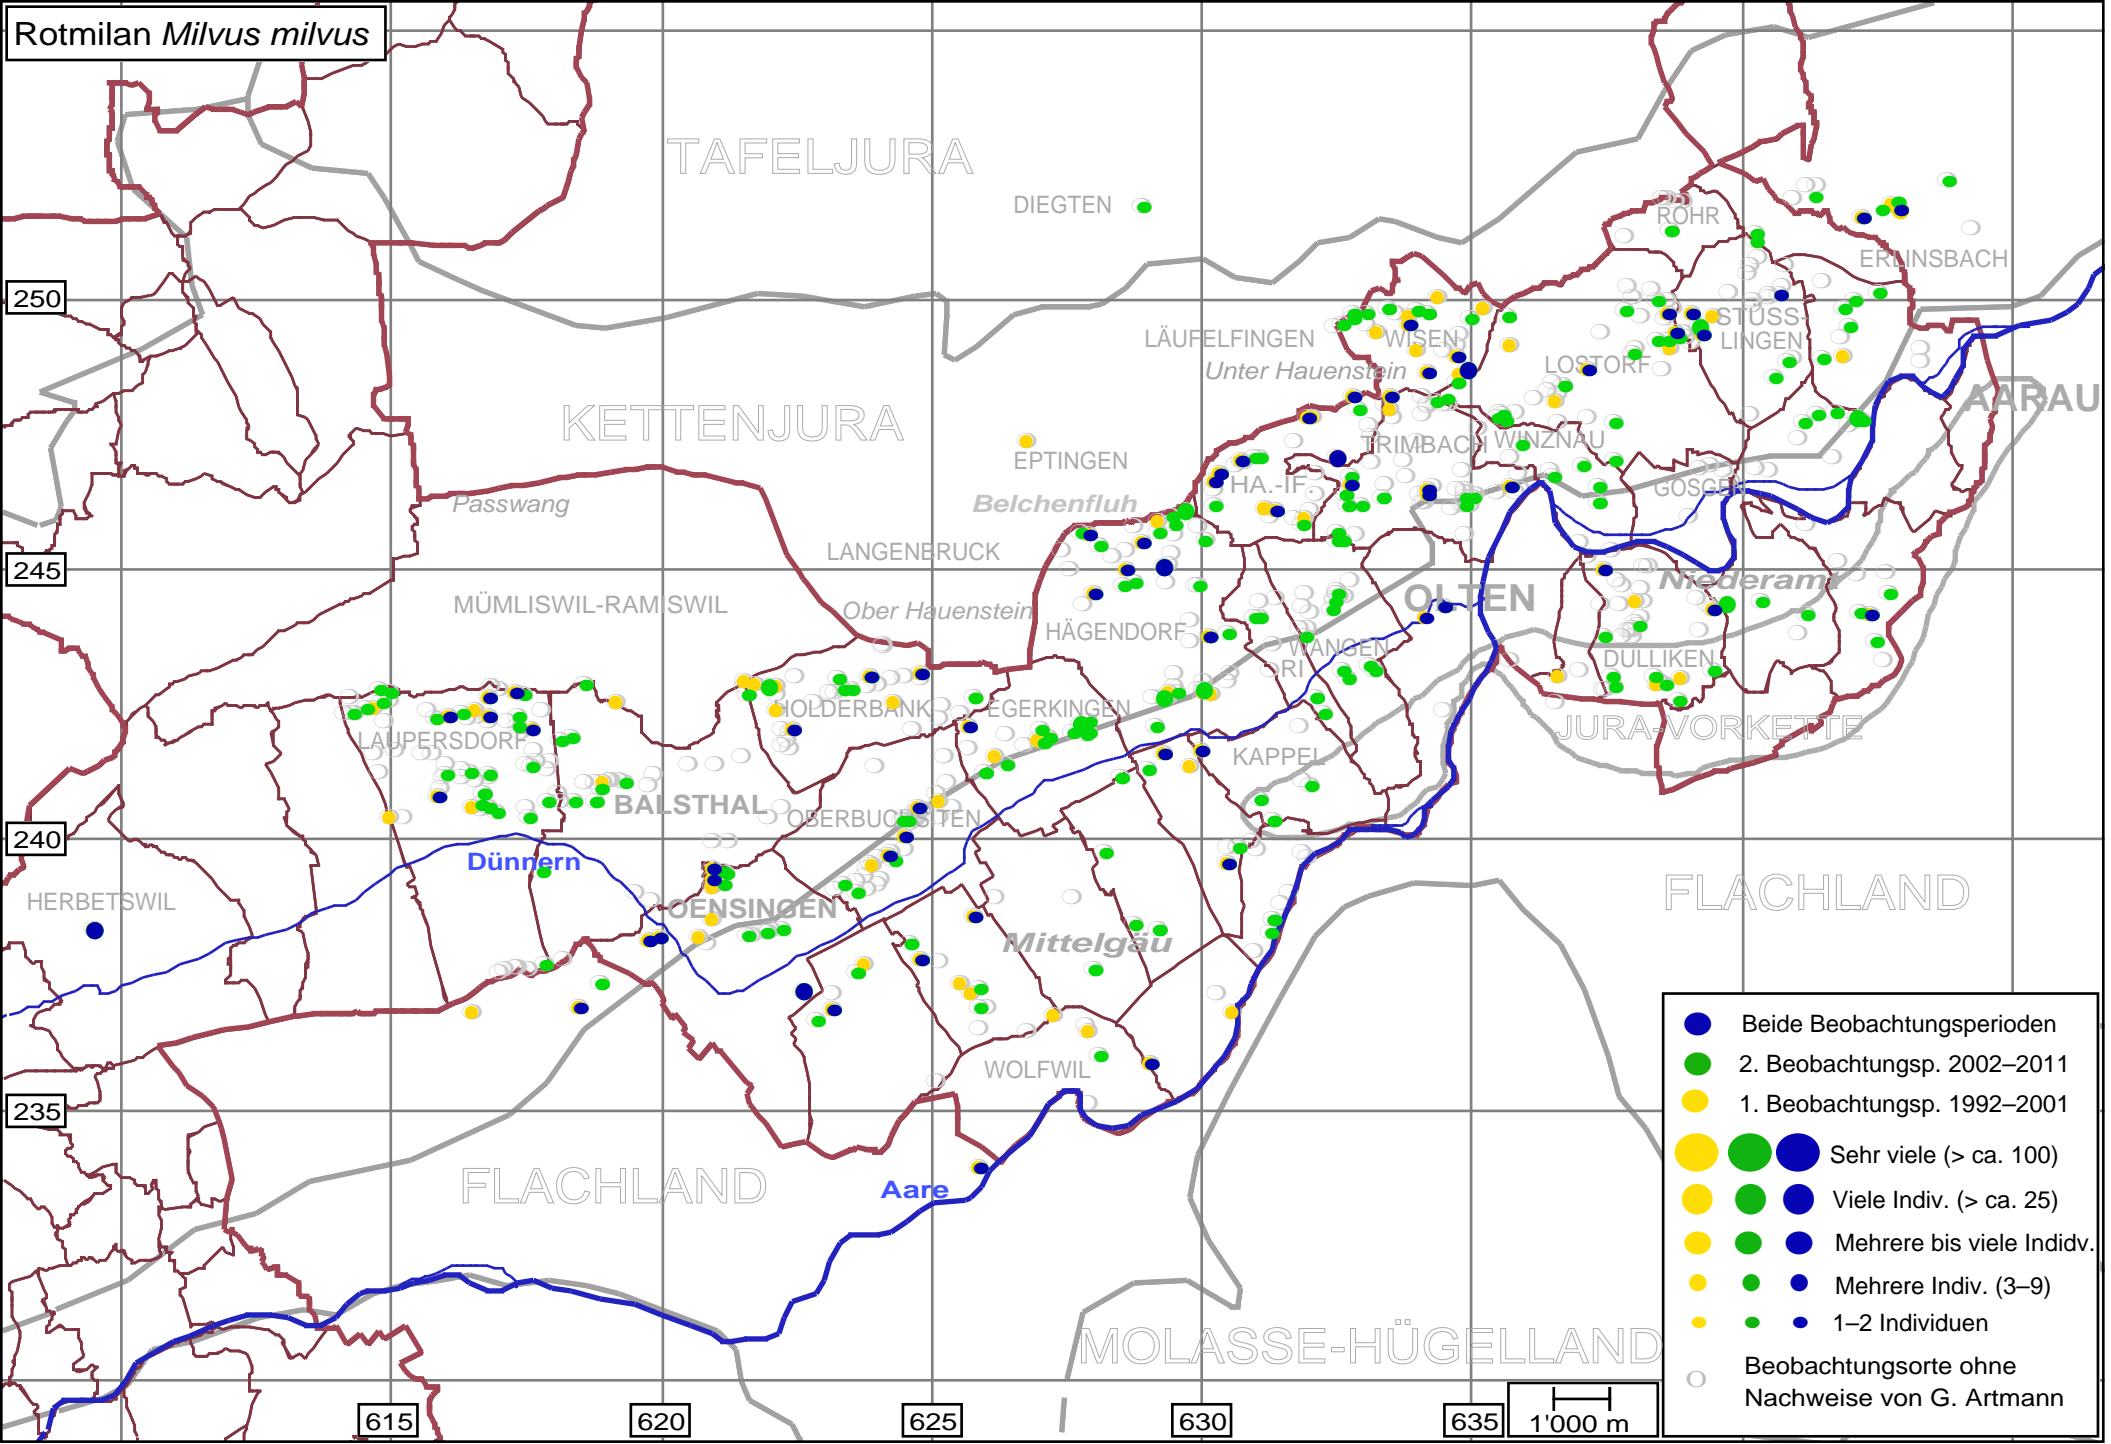 Rotmilan Milvus milvus
TAFELJURA
DIEGTEN
ROHR
ERLINSBACH
250
LÄUFELFINGEN
WISEN
STÜSS-
LINGEN
Unter Hauenstein
LOSTORF
AARAU
KETTENJURA
EPTINGEN
TRIMBACH
WINZNAU
HA.-IF.
GÖSGEN
Passwang
Belchenfluh
LANGENBRUCK
245
Niederamt
MÜMLISWIL-RAMISWIL
Ober Hauenstein
OLTEN
HÄGENDORF
WANGEN
RI
DULLIKEN
HOLDERBANK
EGERKINGEN
JURA-VORKETTE
LAUPERSDORF
KAPPEL
BALSTHAL
OBERBUCHSITEN
240
Dünnern
HERBETSWIL
OENSINGEN
FLACHLAND
Mittelgäu
WOLFWIL
235
FLACHLAND
Aare
MOLASSE-HÜGELLAND
615
620
625
630
635
1'000 m
Beide Beobachtungsperioden
2. Beobachtungsp. 2002–2011
1. Beobachtungsp. 1992–2001
Sehr viele (> ca. 100)
Viele Indiv. (> ca. 25)
Mehrere bis viele Indidv.
Mehrere Indiv. (3–9)
1–2 Individuen
Beobachtungsorte ohne
Nachweise von G. Artmann